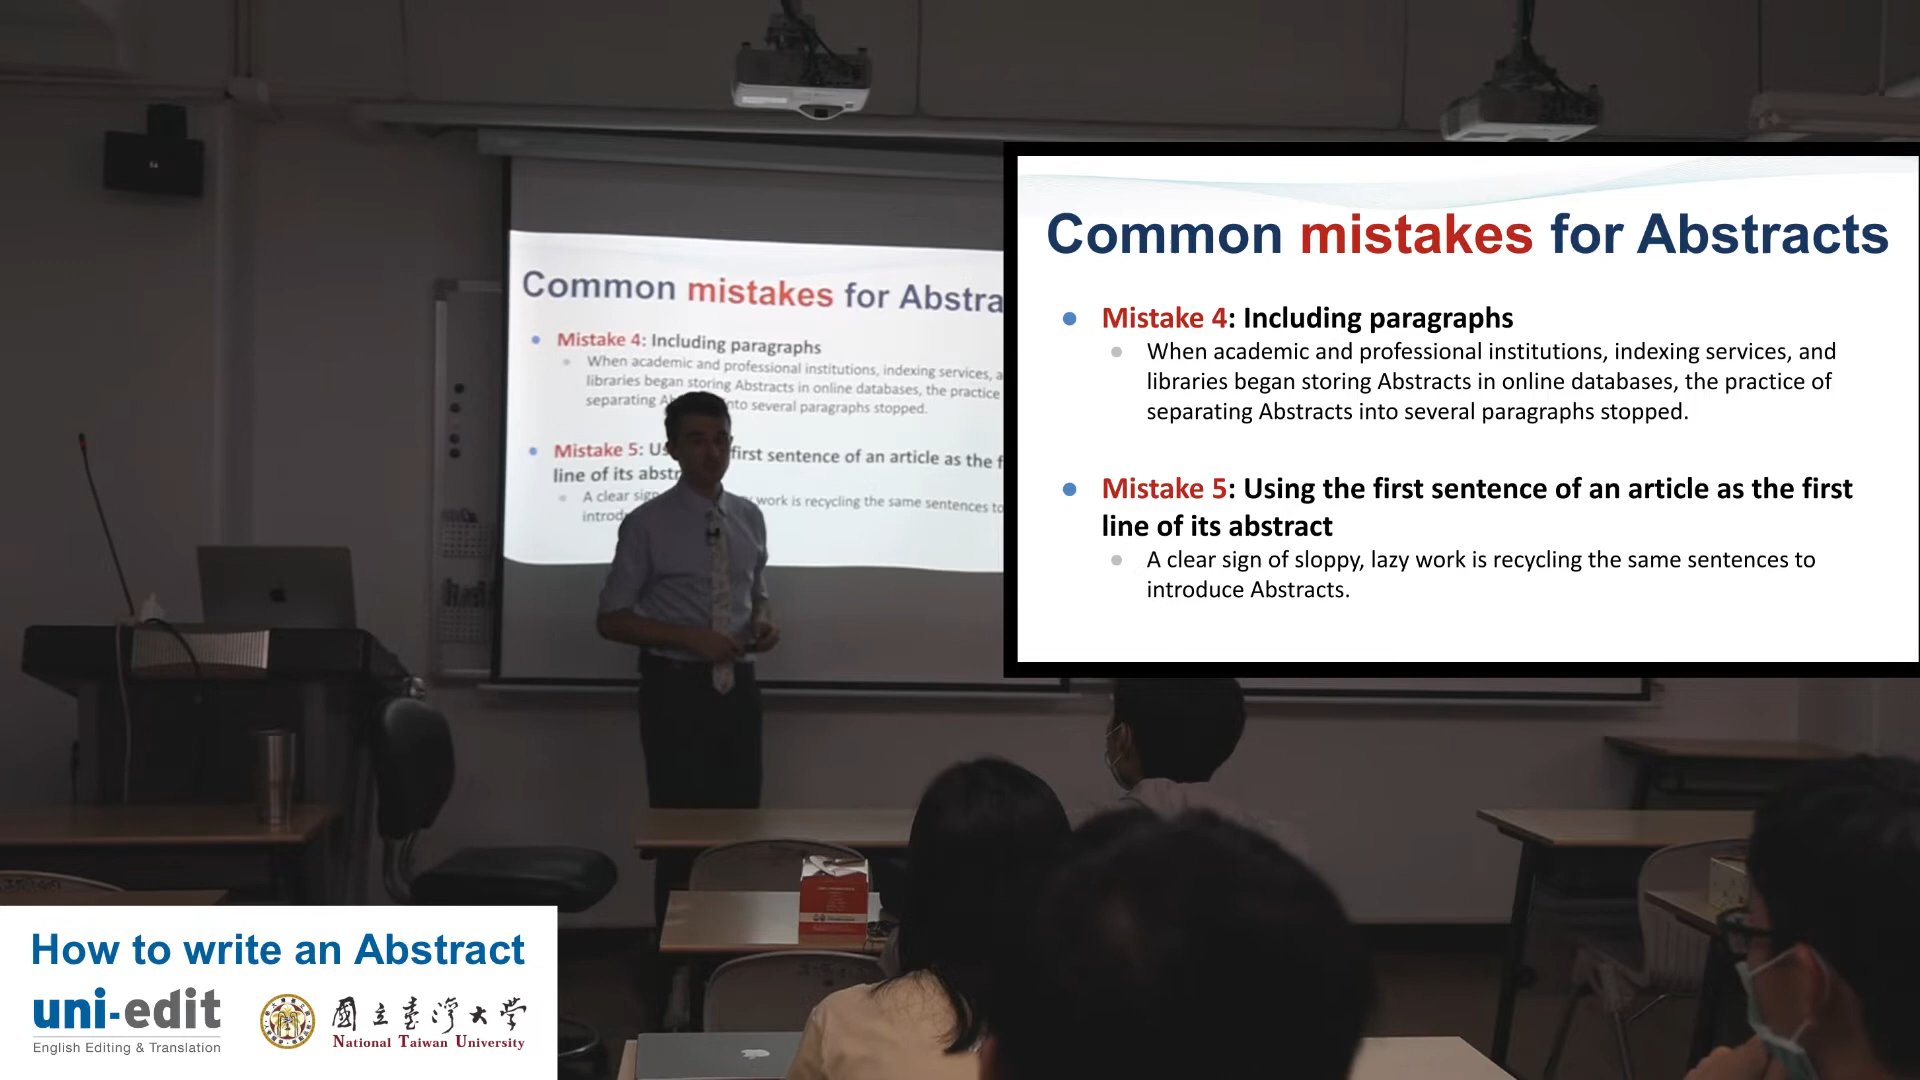 Common mistakes for Abstra
Mistake 4: Including paragraphs
When academic and professional institutions, indexing services, a
libraries began storing Abstracts in online databases, the practice
separating Ab nto several paragraphs stopped.
Mistake 5: Us first sentence of an article as the f
line of its abstr
A clear sign work is recycling the same sentences to
introd
Common mistakes for Abstracts
Mistake 4: Including paragraphs
When academic and professional institutions, indexing services, and
libraries began storing Abstracts in online databases, the practice of
separating Abstracts into several paragraphs stopped.
Mistake 5: Using the first sentence of an article as the first
line of its abstract
A clear sign of sloppy, lazy work is recycling the same sentences to
introduce Abstracts.
How to write an Abstract
uni-edit
English Editing & Translation
國立臺灣大學
National Taiwan University